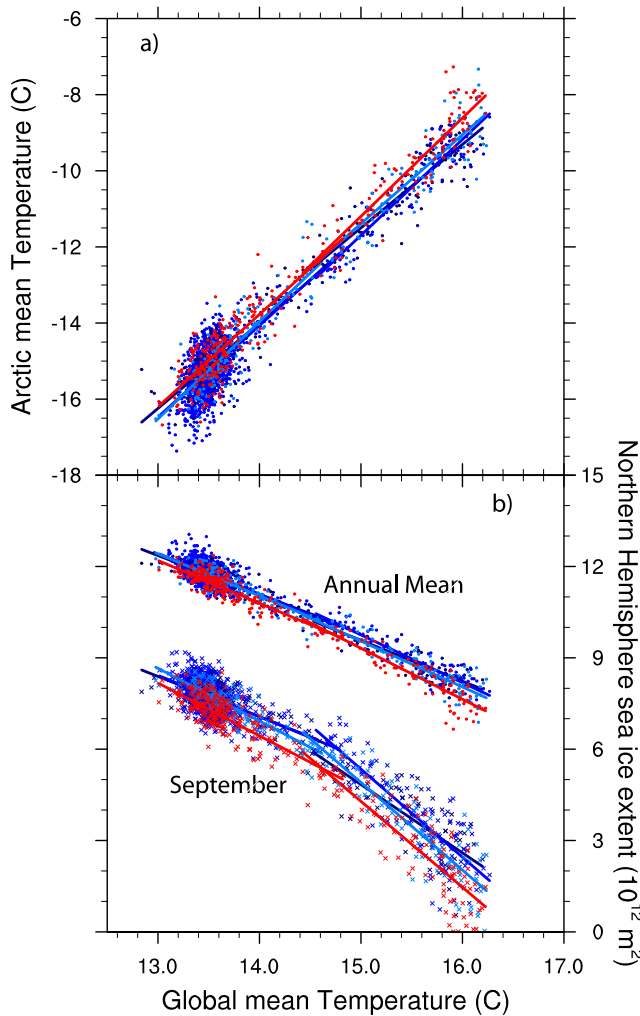 -6
a)
-8
-10
-12
-14
-16
-18
Arctic mean Temperature (C)
15
b)
12
Annual Mean
9
6
September
3
0
Northern Hemisphere sea ice extent (10¹² m²)
13.0 14.0 15.0 16.0 17.0
Global mean Temperature (C)